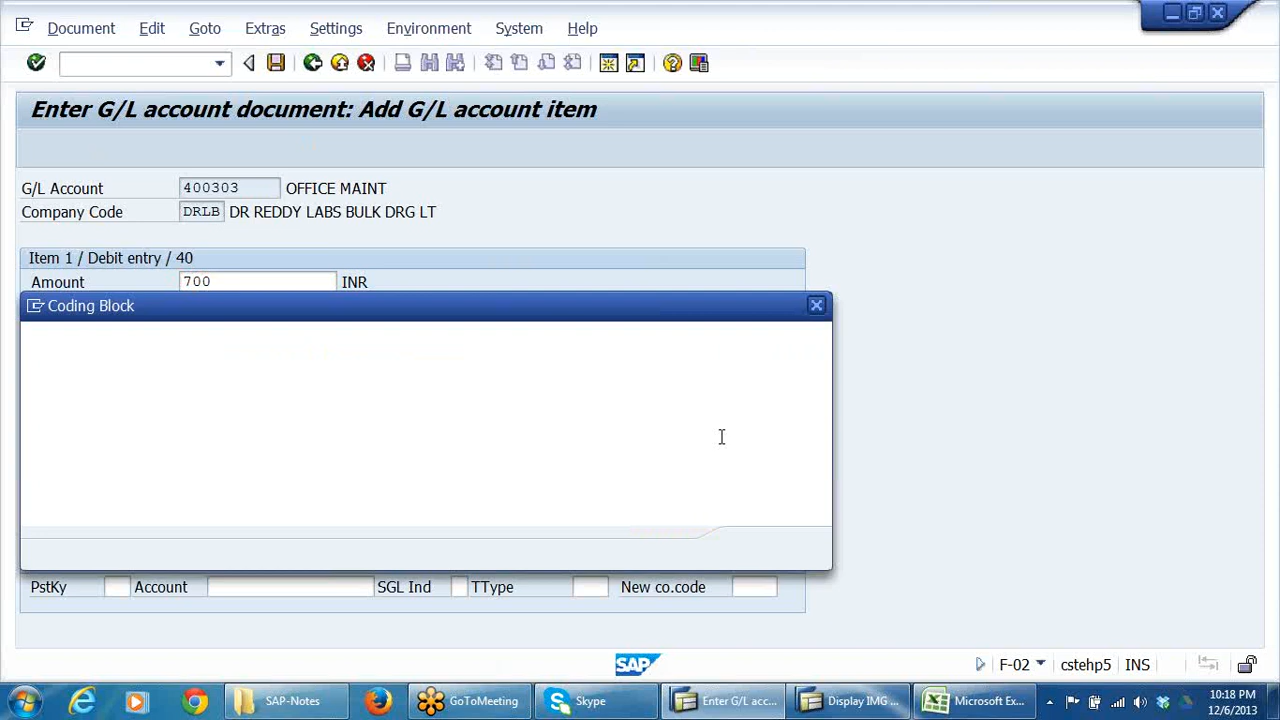 Document Edit Goto Extras Settings Environment System Help
Enter G/L account document: Add G/L account item
G/L Account 400303 OFFICE MAINT
Company Code DRLB DR REDDY LABS BULK DRG LT
Item 1 / Debit entry / 40
Amount 700 INR
Coding Block
PstKy Account SGL Ind TType New co.code
SAP F-02 cstehp5 INS
SAP-Notes GoToMeeting Skype Enter G/L acc... Display IMG ... Microsoft Ex... 10:18 PM
12/6/2013